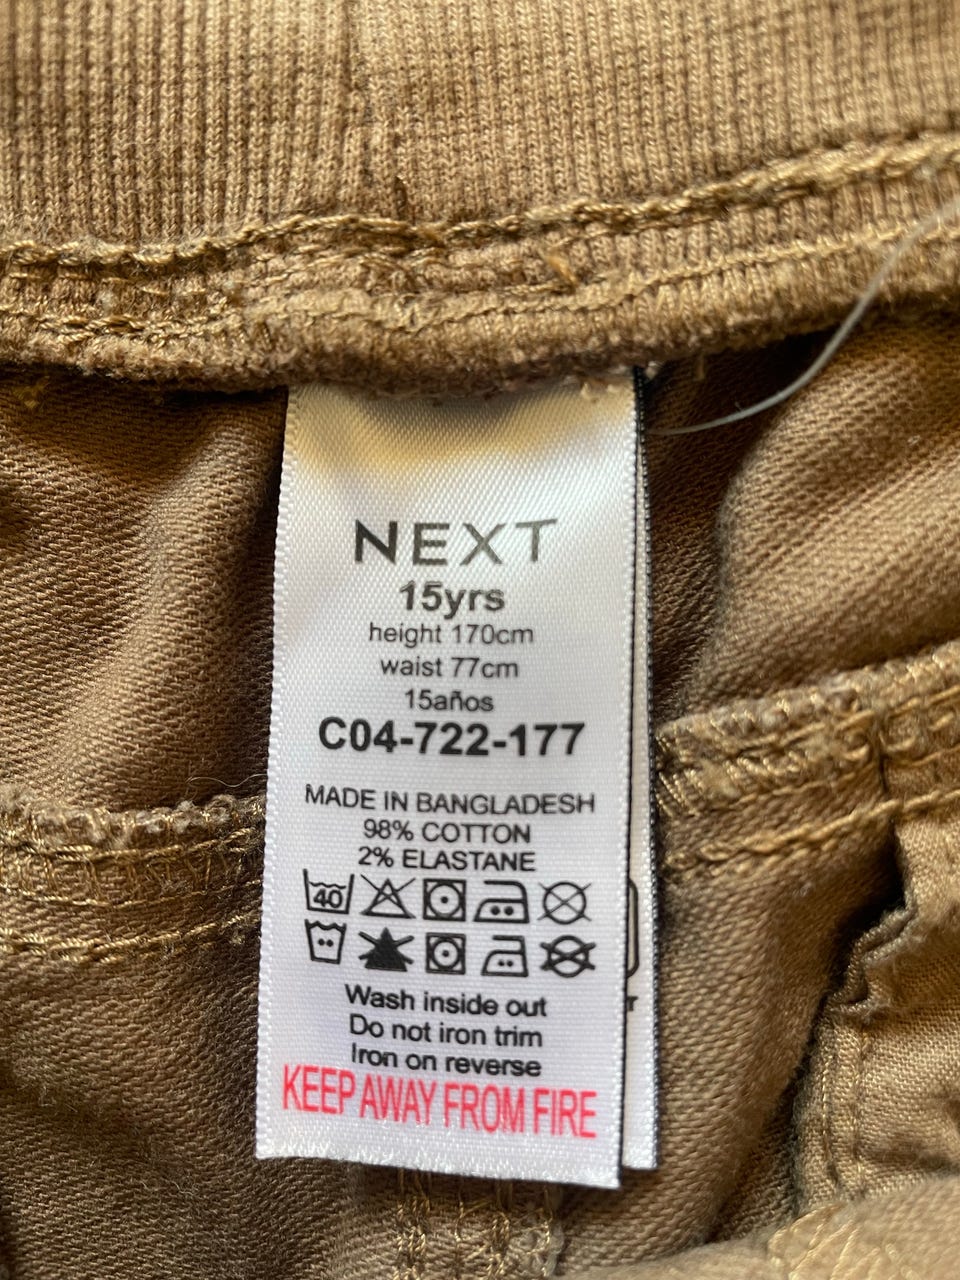 NEXT
15yrs
height 170cm
waist 77cm
15años
C04-722-177
MADE IN BANGLADESH
98% COTTON
2% ELASTANE
40
Wash inside out
Do not iron trim
Iron on reverse
KEEP AWAY FROM FIRE